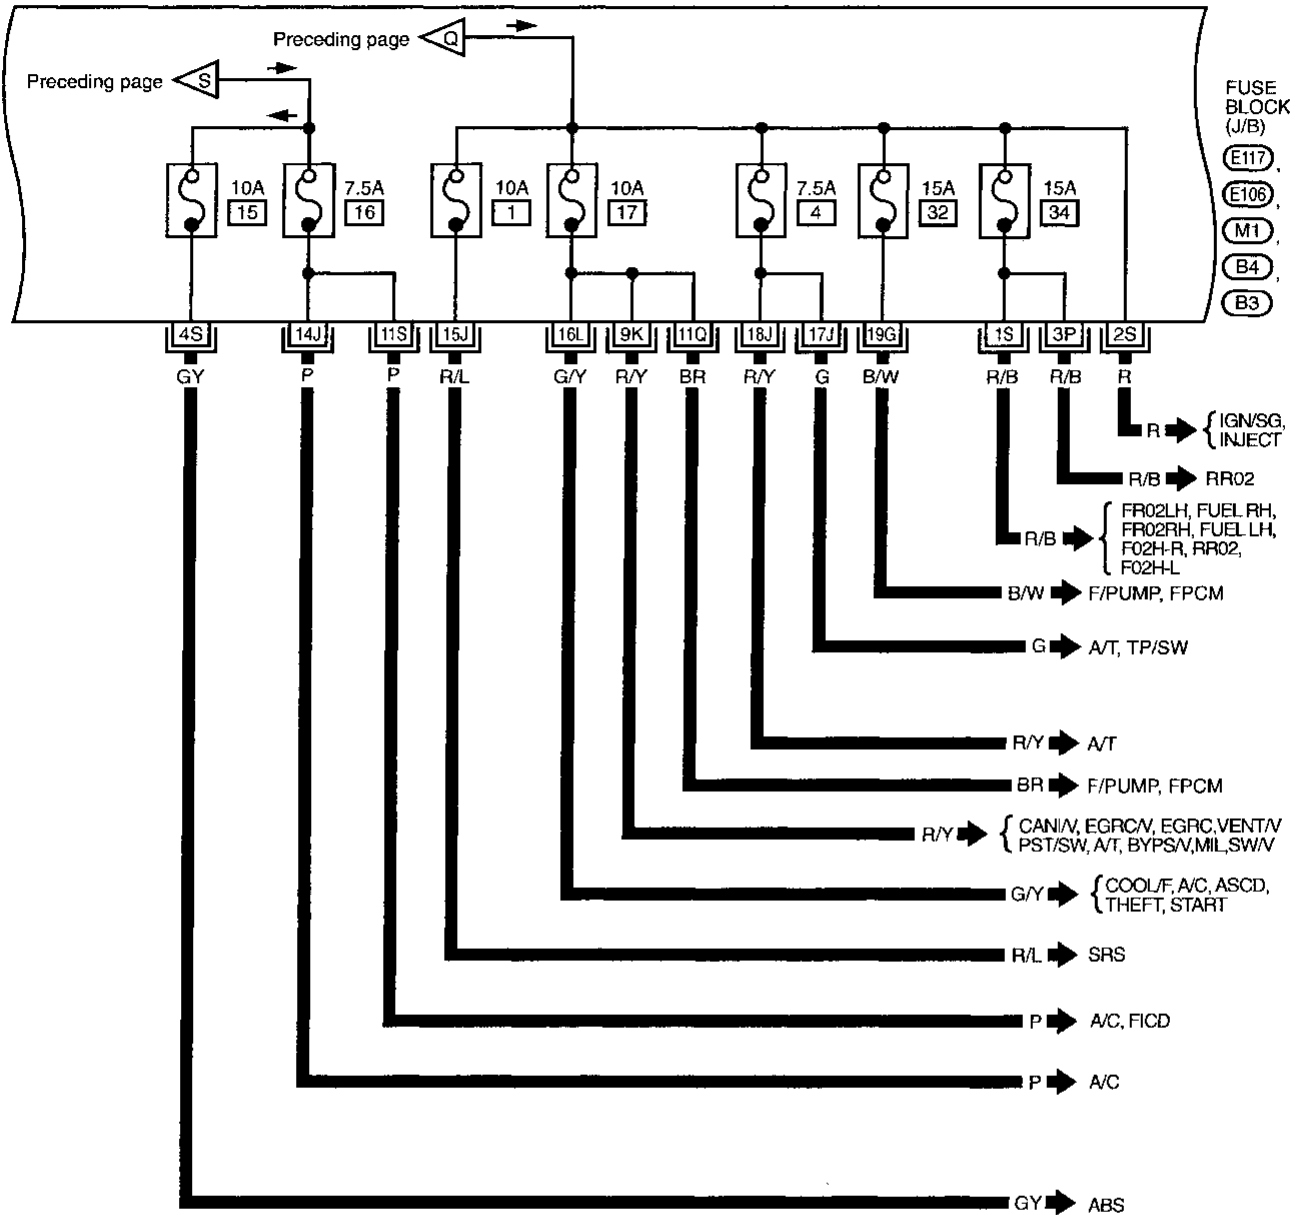 Preceding page Q
Preceding page S
FUSE
BLOCK
(J/B)
E117,
E106,
M1,
B4,
B3
10A 7.5A 10A 10A 7.5A 15A 15A
15 16 1 17 4 32 34
4S 14J 11S 15J 16L 9K 11Q 18J 17J 19G 1S 3P 2S
GY P P R/L G/Y R/Y BR R/Y G B/W R/B R/B R
R IGN/SG,
INJECT
R/B RR02
R/B FR02LH, FUEL RH,
FR02RH, FUEL LH,
F02H-R, RR02,
F02H-L
B/W F/PUMP, FPCM
G A/T, TP/SW
R/Y A/T
BR F/PUMP, FPCM
R/Y CANI/V, EGRC/V, EGRC,VENT/V
PST/SW, A/T, BYPS/V,MIL,SW/V
G/Y COOL/F, A/C, ASCD,
THEFT, START
R/L SRS
P A/C, FICD
P A/C
GY ABS